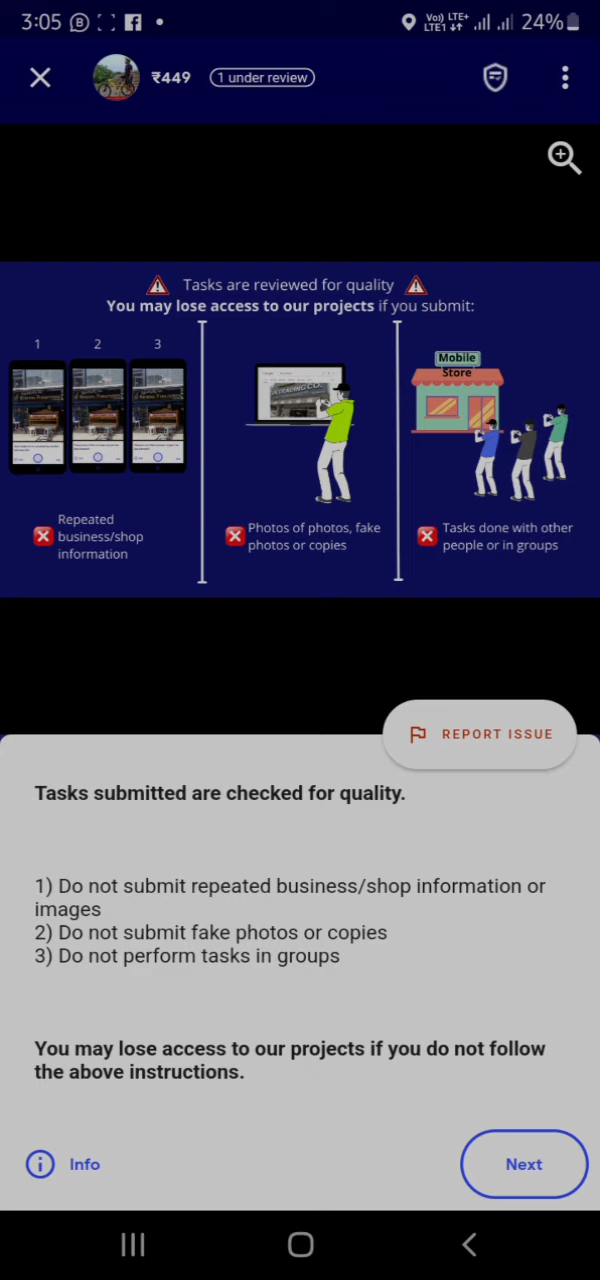 3:05
Vo)) LTE+
LTE1
24%
₹449
1 under review
Tasks are reviewed for quality
You may lose access to our projects if you submit:
1 2 3
Mobile
Store
TRADING CO.
Repeated
business/shop
information
Photos of photos, fake
photos or copies
Tasks done with other
people or in groups
REPORT ISSUE
Tasks submitted are checked for quality.
1) Do not submit repeated business/shop information or
images
2) Do not submit fake photos or copies
3) Do not perform tasks in groups
You may lose access to our projects if you do not follow
the above instructions.
Info
Next